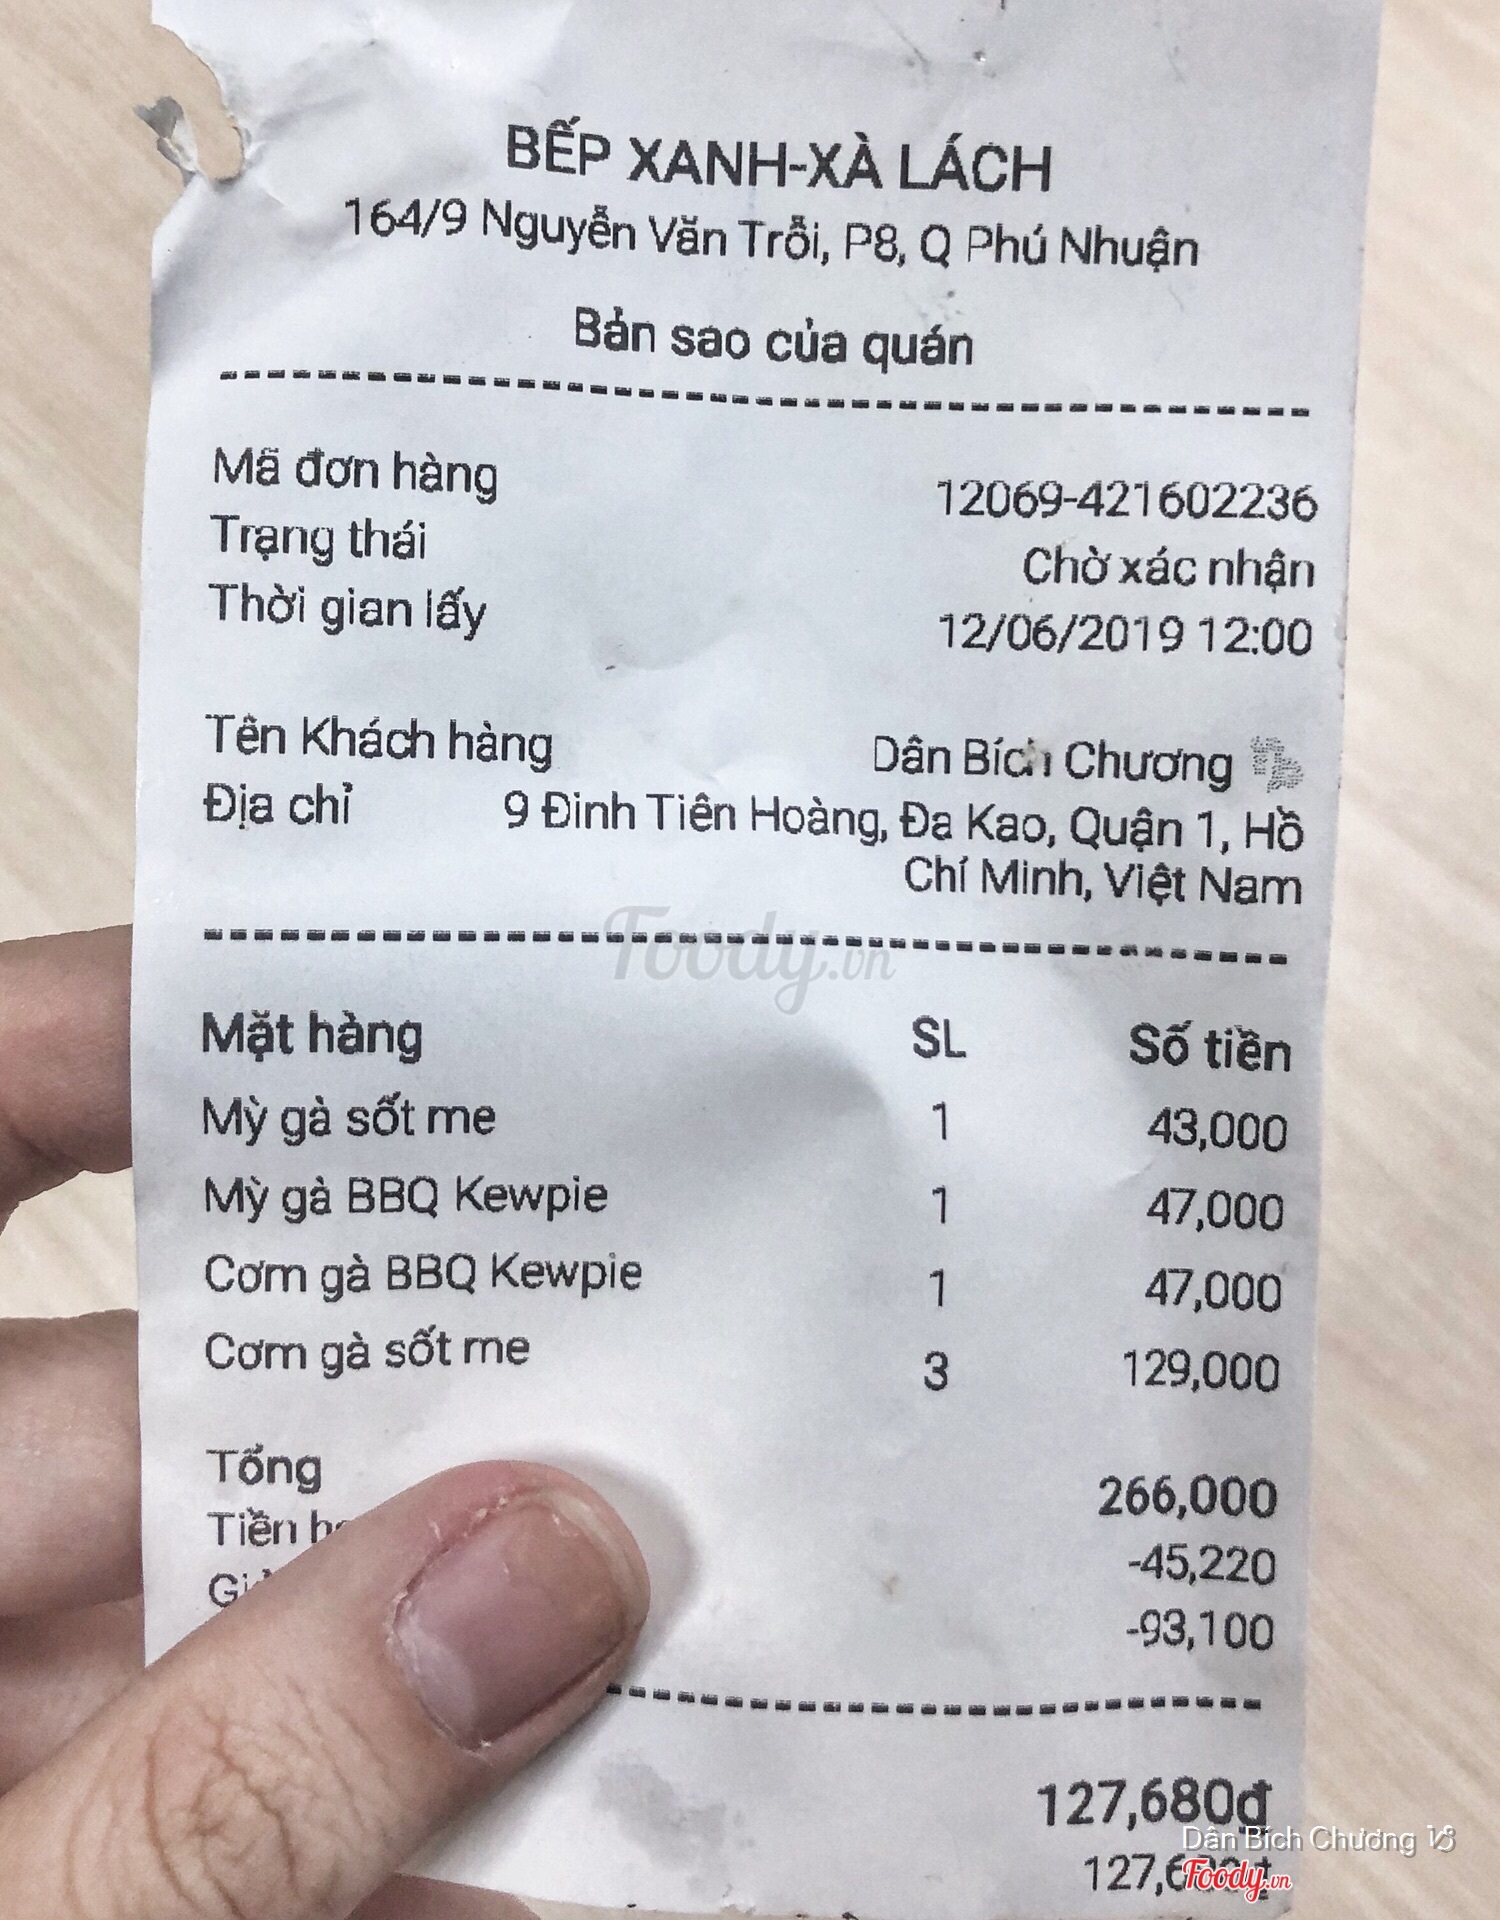 BẾP XANH-XÀ LÁCH
164/9 Nguyễn Văn Trỗi, P8, Q Phú Nhuận
Bản sao của quán
Mã đơn hàng 12069-421602236
Trạng thái Chờ xác nhận
Thời gian lấy 12/06/2019 12:00
Tên Khách hàng Dân Bích Chương
Địa chỉ 9 Đinh Tiên Hoàng, Đa Kao, Quận 1, Hồ
Chí Minh, Việt Nam
Foody.vn
Mặt hàng SL Số tiền
Mỳ gà sốt me 1 43,000
Mỳ gà BBQ Kewpie 1 47,000
Cơm gà BBQ Kewpie 1 47,000
Cơm gà sốt me 3 129,000
Tổng 266,000
Tiền -45,220
-93,100
127,680đ
Dân Bích Chương
Foody.vn